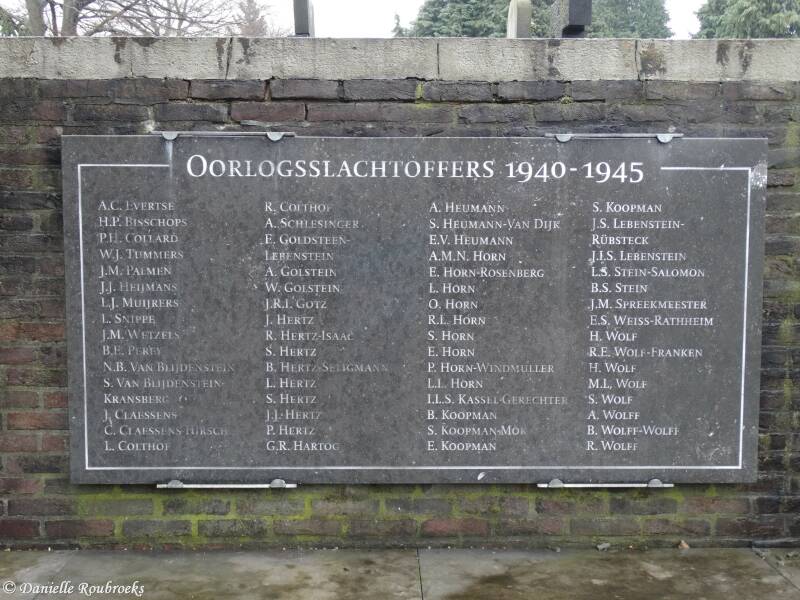 Oorlogsslachtoffers 1940-1945
A.C. Evertse
H.P. Bisschops
P.H. Collard
W.J. Tummers
J.M. Palmen
J.J. Heijmans
L.J. Muijrers
L. Snippe
J.M. Wetzels
B.E. Perey
N.B. Van Blijdenstein
S. Van Blijdenstein-
Kransberg
J. Claessens
C. Claessens-Hirsch
L. Colthof
R. Colthof
A. Schlesinger
E. Goldsteen-
Lebenstein
A. Golstein
W. Golstein
J.R.I. Gotz
J. Hertz
R. Hertz-Isaac
S. Hertz
B. Hertz-Seligmann
L. Hertz
S. Hertz
J.J. Hertz
P. Hertz
G.R. Hartog
A. Heumann
S. Heumann-Van Dijk
E.V. Heumann
A.M.N. Horn
E. Horn-Rosenberg
L. Horn
O. Horn
R.L. Horn
S. Horn
E. Horn
P. Horn-Windmuller
L.L. Horn
I.L.S. Kassel-Gerechter
B. Koopman
S. Koopman-Mok
E. Koopman
S. Koopman
J.S. Lebenstein-
Rübsteck
J.I.S. Lebenstein
L.S. Stein-Salomon
B.S. Stein
J.M. Spreekmeester
E.S. Weiss-Rathheim
H. Wolf
R.E. Wolf-Franken
H. Wolf
M.L. Wolf
S. Wolf
A. Wolff
B. Wolff-Wolff
R. Wolff
© Danielle Roubroeks